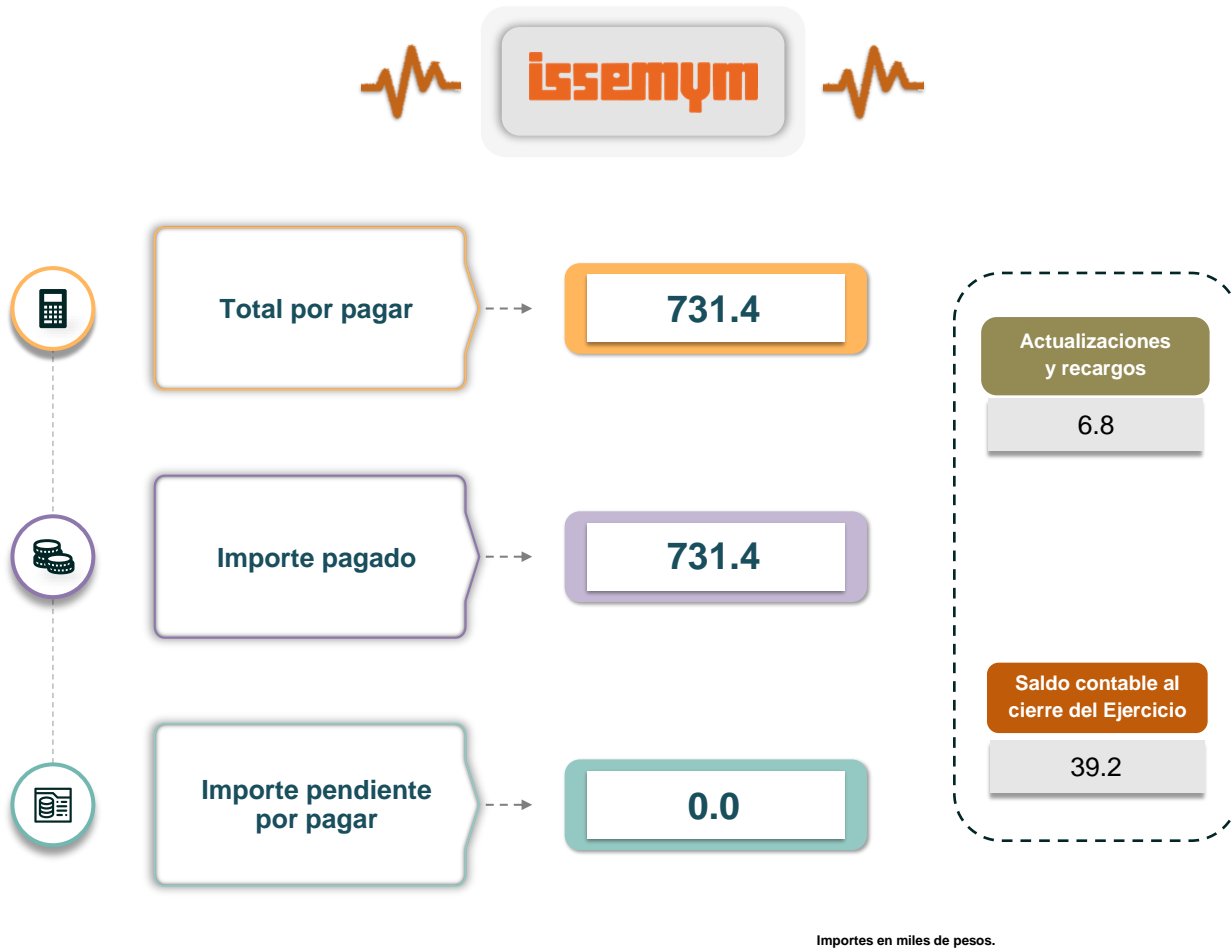 issemym
Total por pagar
731.4
Actualizaciones
y recargos
6.8
Importe pagado
731.4
Saldo contable al
cierre del Ejercicio
39.2
Importe pendiente
por pagar
0.0
Importes en miles de pesos.